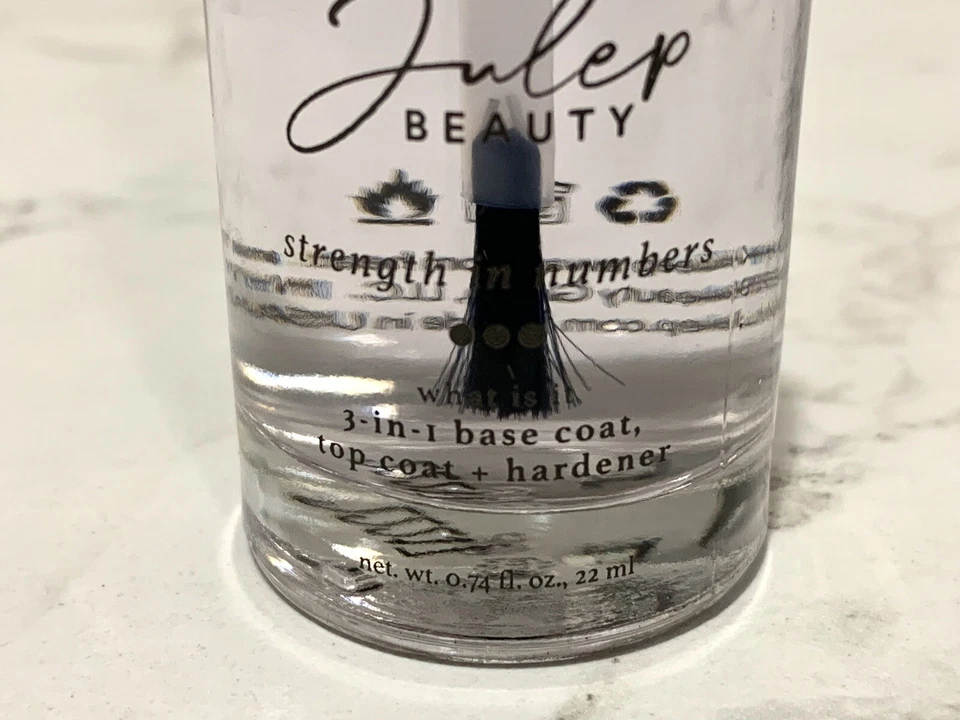 Julep
BEAUTY
strength in numbers
what is it
3-in-1 base coat,
top coat + hardener
net. wt. 0.74 fl. oz., 22 ml